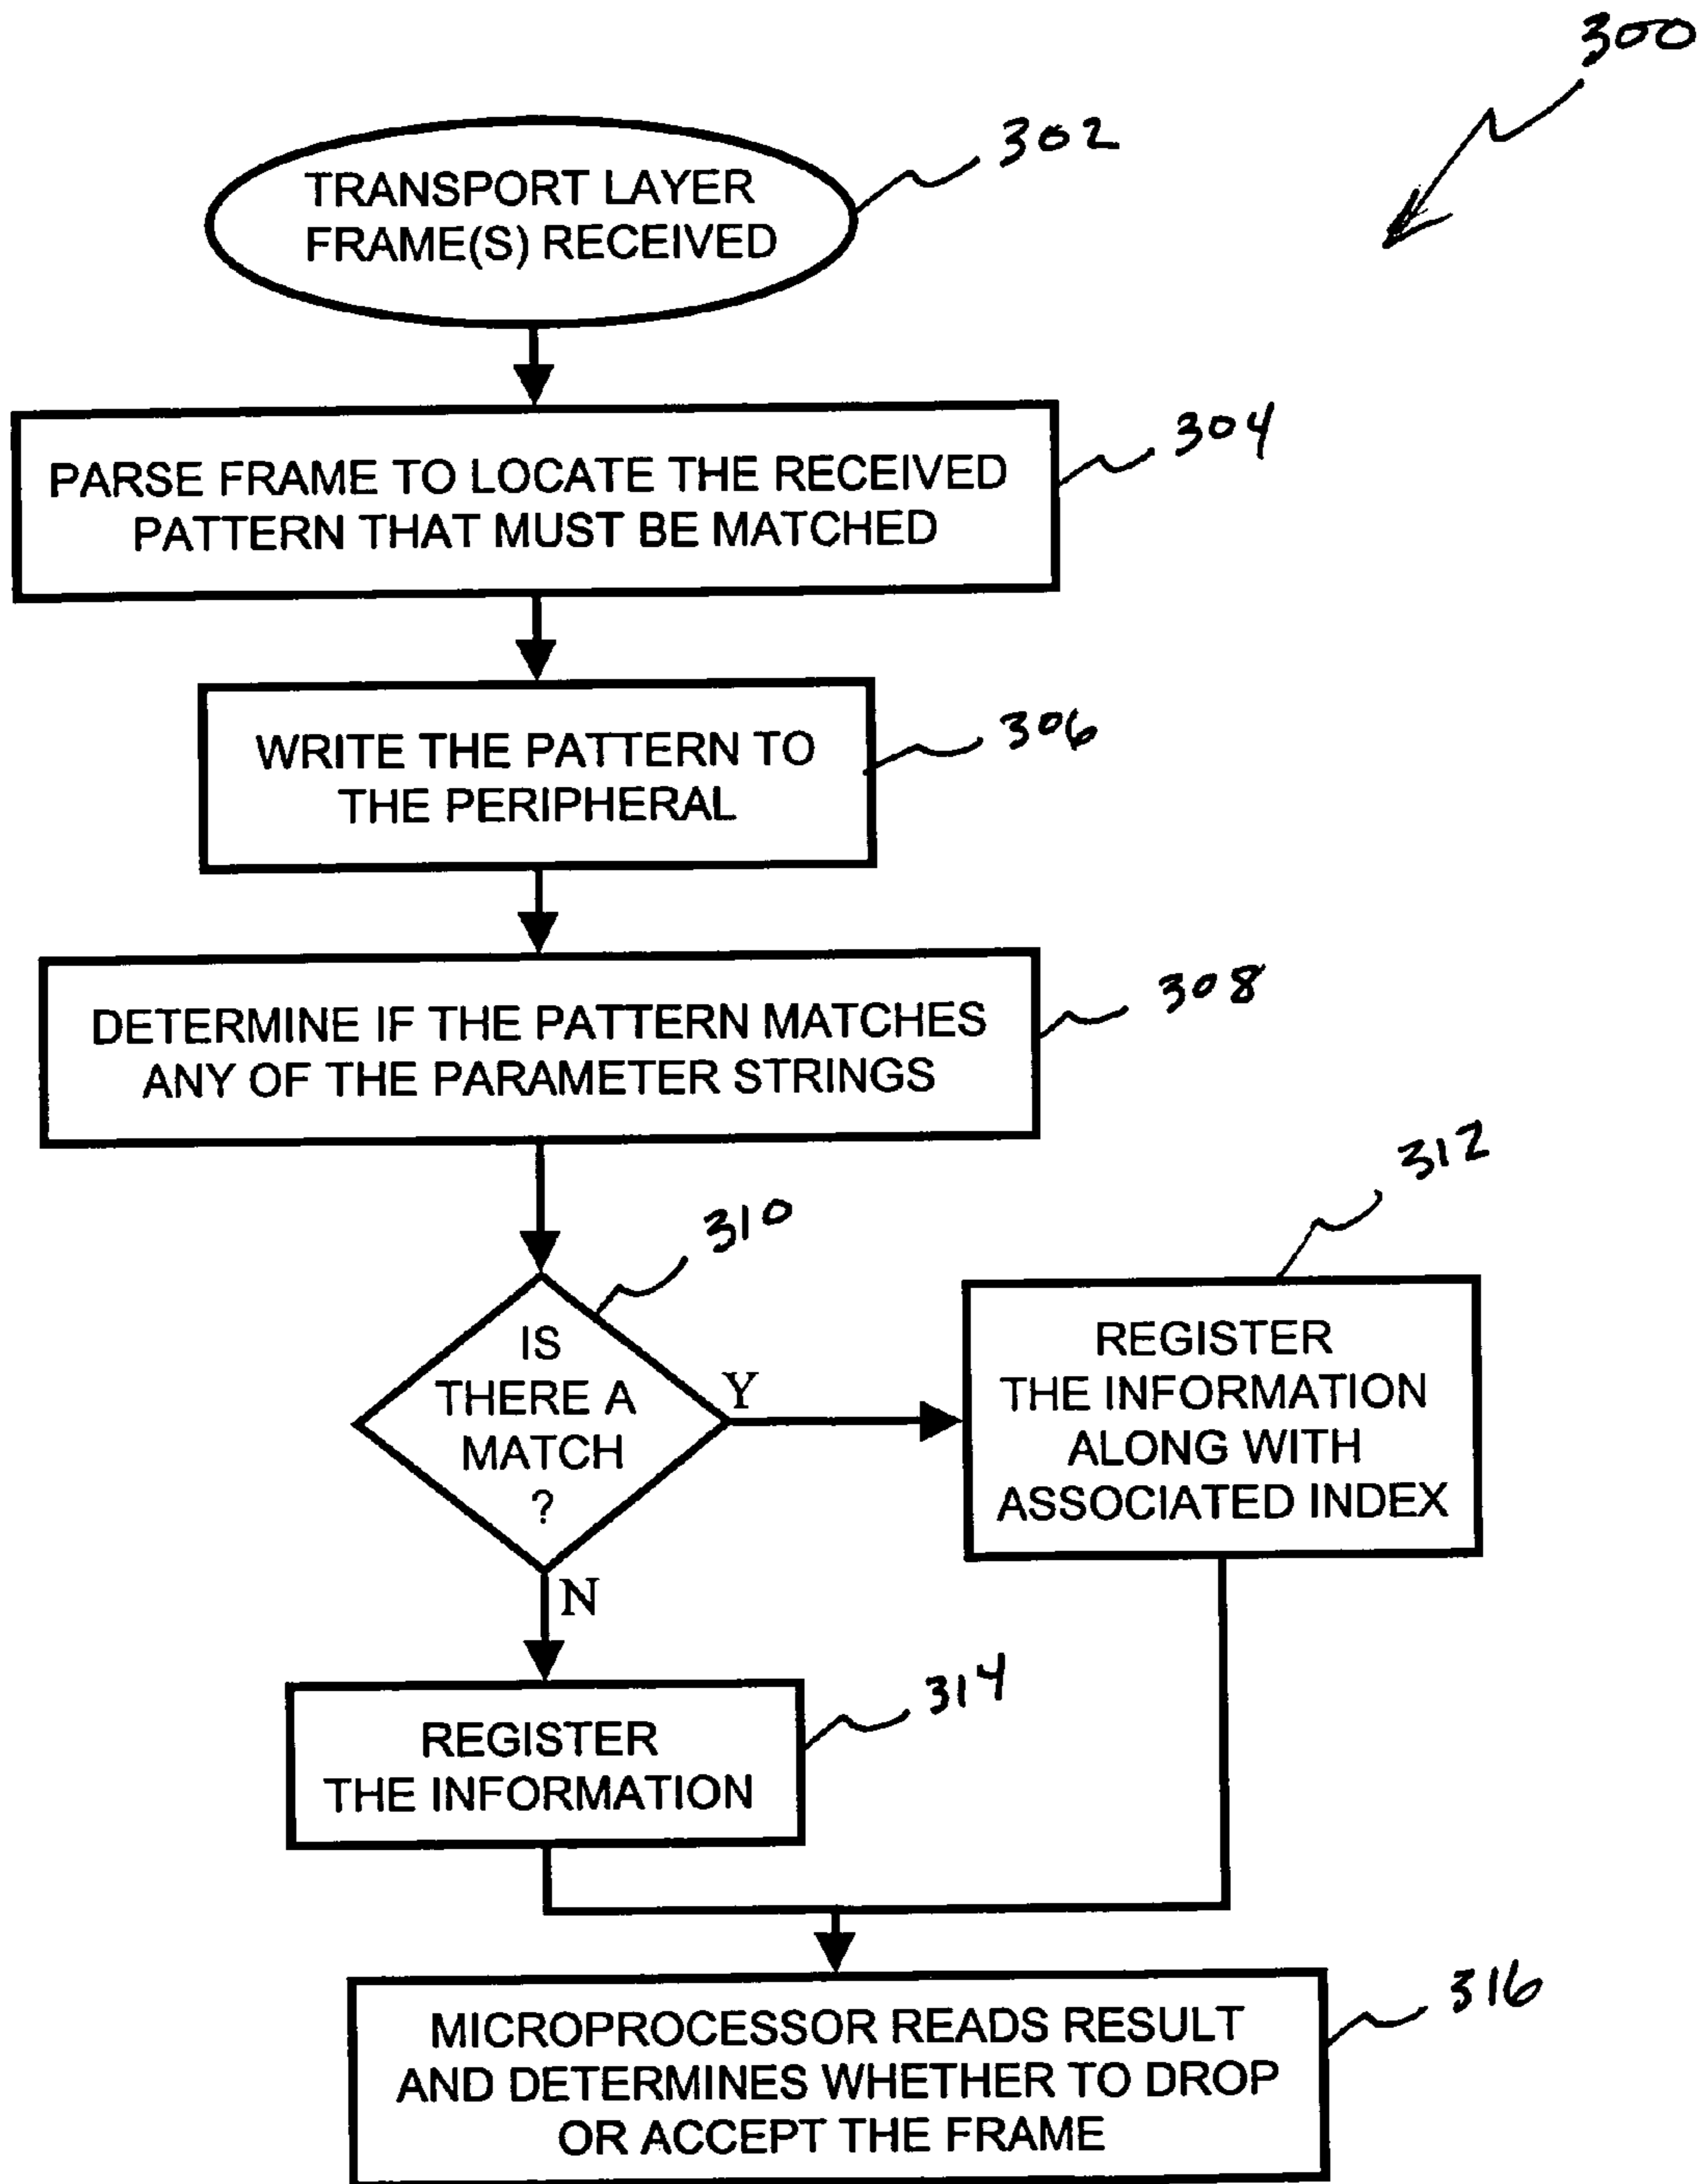 300
302
TRANSPORT LAYER
FRAME(S) RECEIVED
304
PARSE FRAME TO LOCATE THE RECEIVED
PATTERN THAT MUST BE MATCHED
306
WRITE THE PATTERN TO
THE PERIPHERAL
308
DETERMINE IF THE PATTERN MATCHES
ANY OF THE PARAMETER STRINGS
310
IS
THERE A
MATCH
?
Y
N
312
REGISTER
THE INFORMATION
ALONG WITH
ASSOCIATED INDEX
314
REGISTER
THE INFORMATION
316
MICROPROCESSOR READS RESULT
AND DETERMINES WHETHER TO DROP
OR ACCEPT THE FRAME